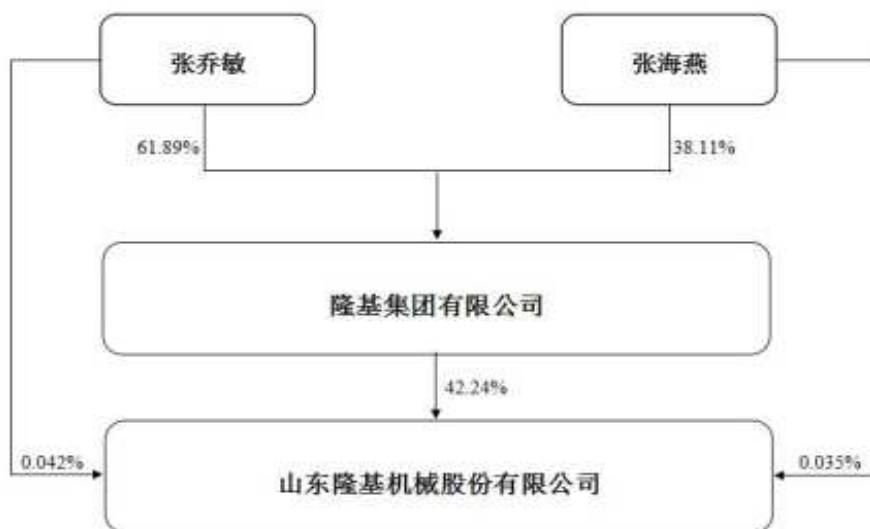 张乔敏
张海燕
61.89%
38.11%
隆基集团有限公司
42.24%
0.042%
0.035%
山东隆基机械股份有限公司